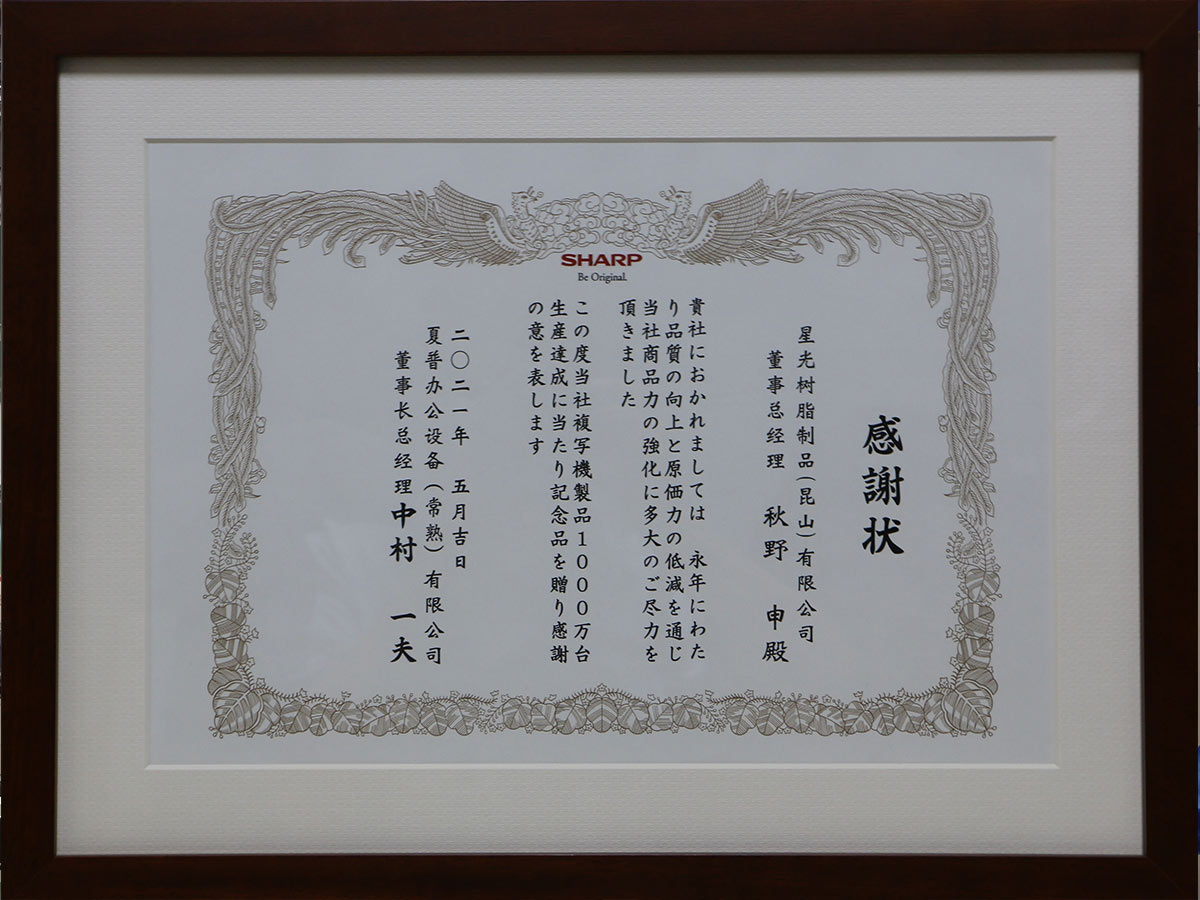 SHARP
Be Original.
感謝状
星光树脂制品(昆山)有限公司
董事总经理 秋野 申殿
貴社におかれましては 永年にわた
り品質の向上と原価力の低減を通じ
当社商品力の強化に多大のご尽力を
頂きました
この度当社複写機製品1000万台
生産達成に当たり記念品を贈り感謝
の意を表します
二〇二一年 五月吉日
夏普办公设备(常熟)有限公司
董事长总经理 中村 一夫